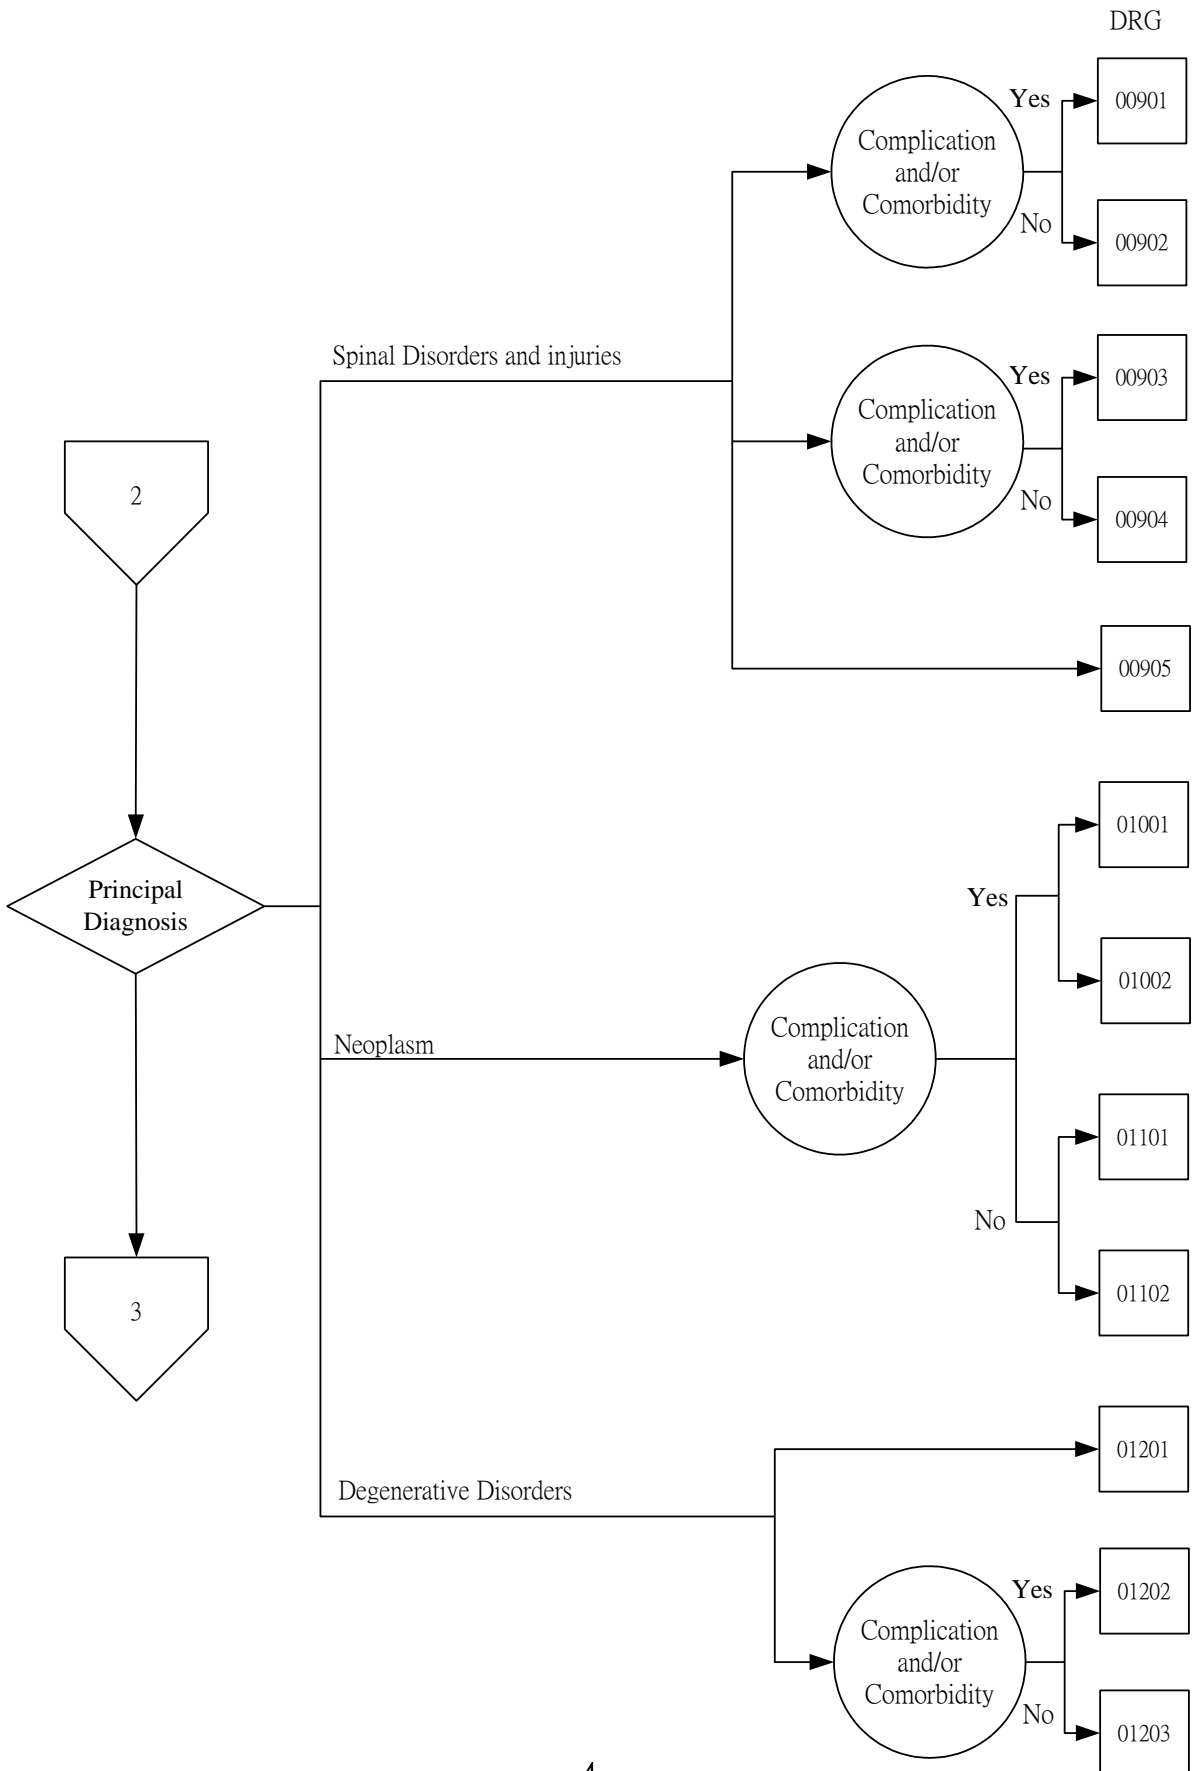 DRG
Yes
00901
Complication
and/or
Comorbidity
No
00902
Spinal Disorders and injuries
Yes
00903
Complication
and/or
Comorbidity
No
00904
2
00905
01001
Principal
Diagnosis
Yes
01002
Neoplasm
Complication
and/or
Comorbidity
01101
No
01102
3
01201
Degenerative Disorders
Yes
01202
Complication
and/or
Comorbidity
No
01203